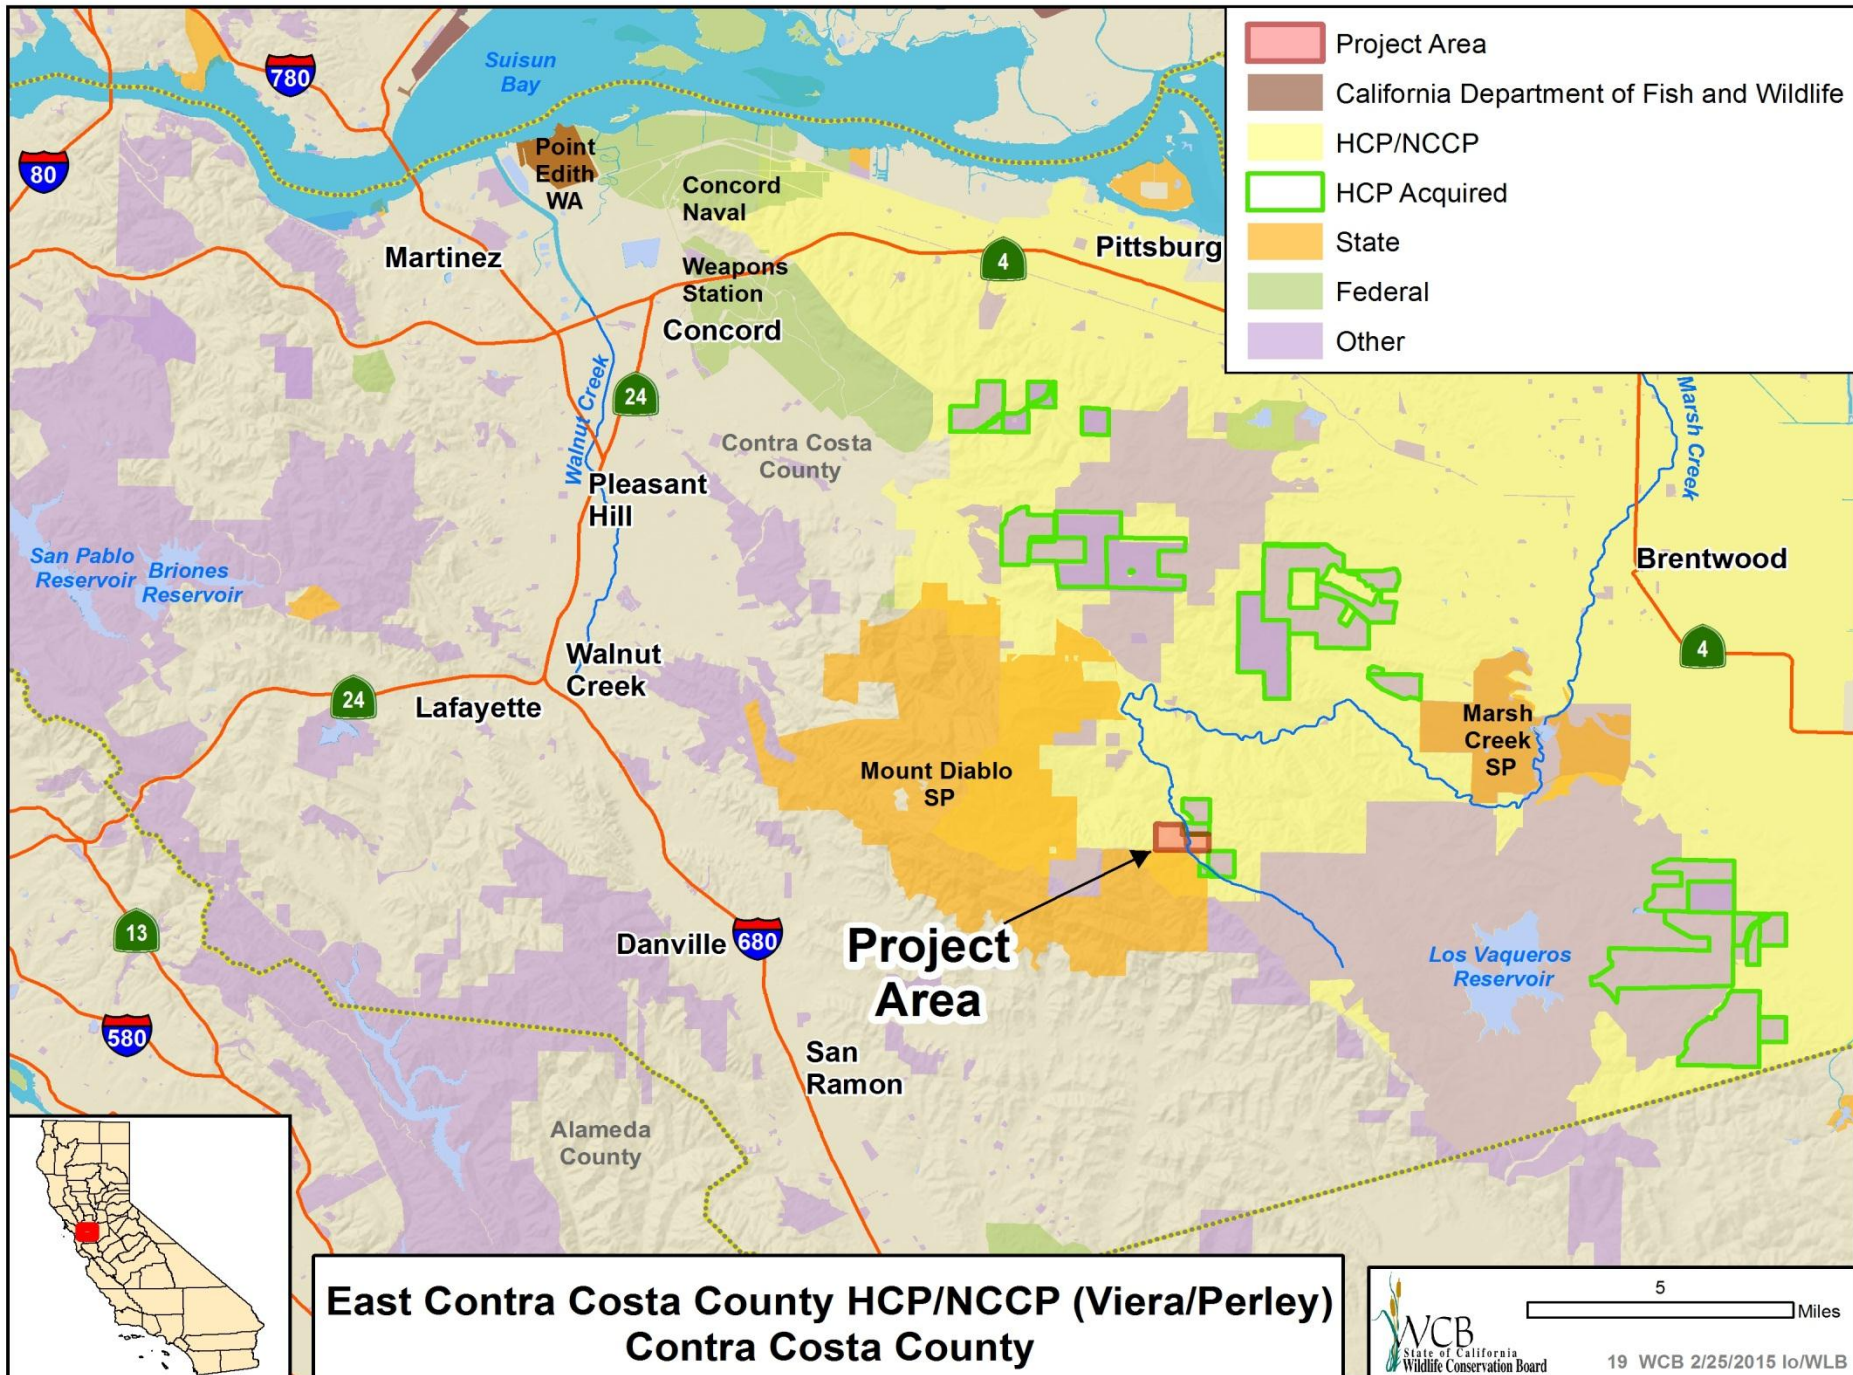 Suisun
Bay
780
80
Point
Edith
WA
Concord
Naval
Weapons
Station
Martinez
Concord
4
Pittsburg
Project Area
California Department of Fish and Wildlife
HCP/NCCP
HCP Acquired
State
Federal
Other
24
Walnut Creek
Contra Costa
County
Marsh Creek
Pleasant
Hill
San Pablo
Reservoir
Briones
Reservoir
Brentwood
4
Walnut
Creek
24
Lafayette
Mount Diablo
SP
Marsh
Creek
SP
13
Danville
680
Project
Area
Los Vaqueros
Reservoir
580
San
Ramon
Alameda
County
East Contra Costa County HCP/NCCP (Viera/Perley)
Contra Costa County
WCB
State of California
Wildlife Conservation Board
5
Miles
19 WCB 2/25/2015 lo/WLB